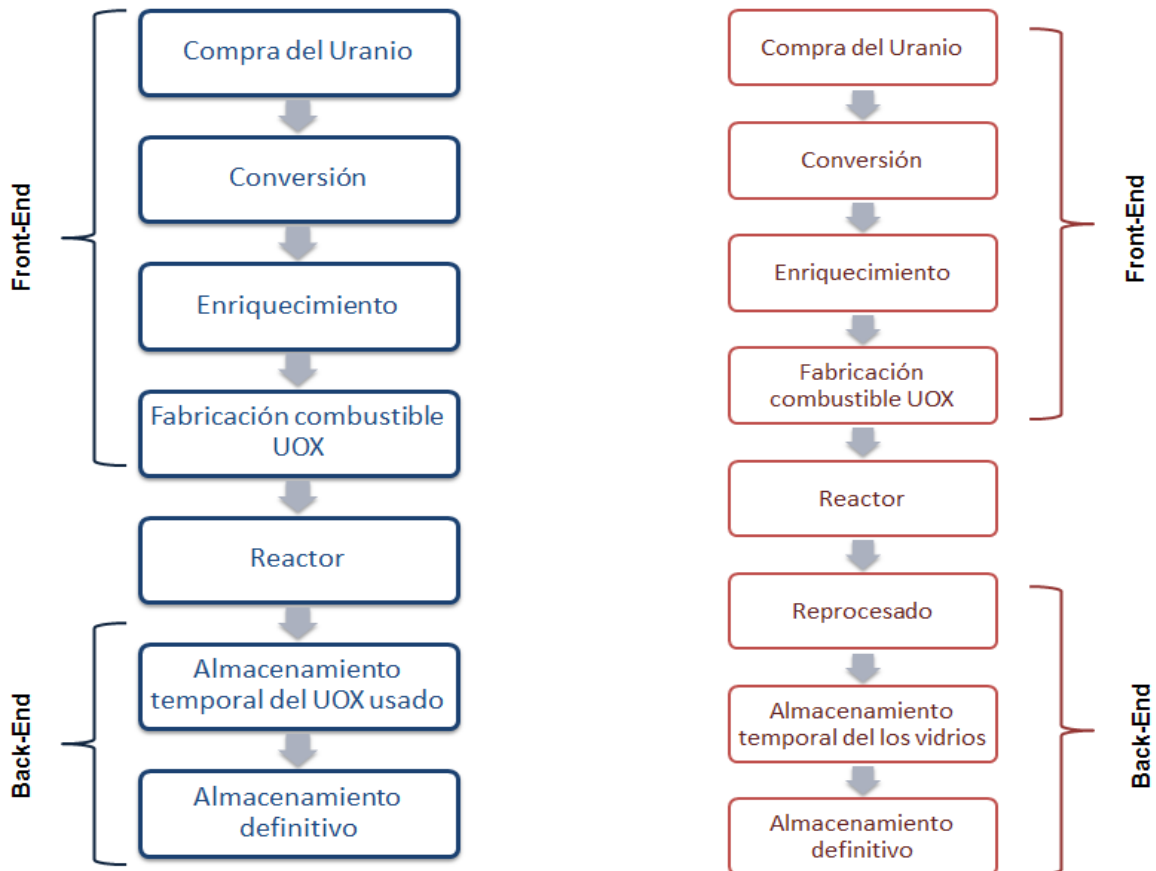 Front-End
Compra del Uranio
Conversión
Enriquecimiento
Fabricación combustible
UOX
Reactor
Back-End
Almacenamiento
temporal del UOX usado
Almacenamiento
definitivo
Compra del Uranio
Conversión
Enriquecimiento
Fabricación
combustible UOX
Front-End
Reactor
Reprocesado
Almacenamiento
temporal del los vidrios
Almacenamiento
definitivo
Back-End